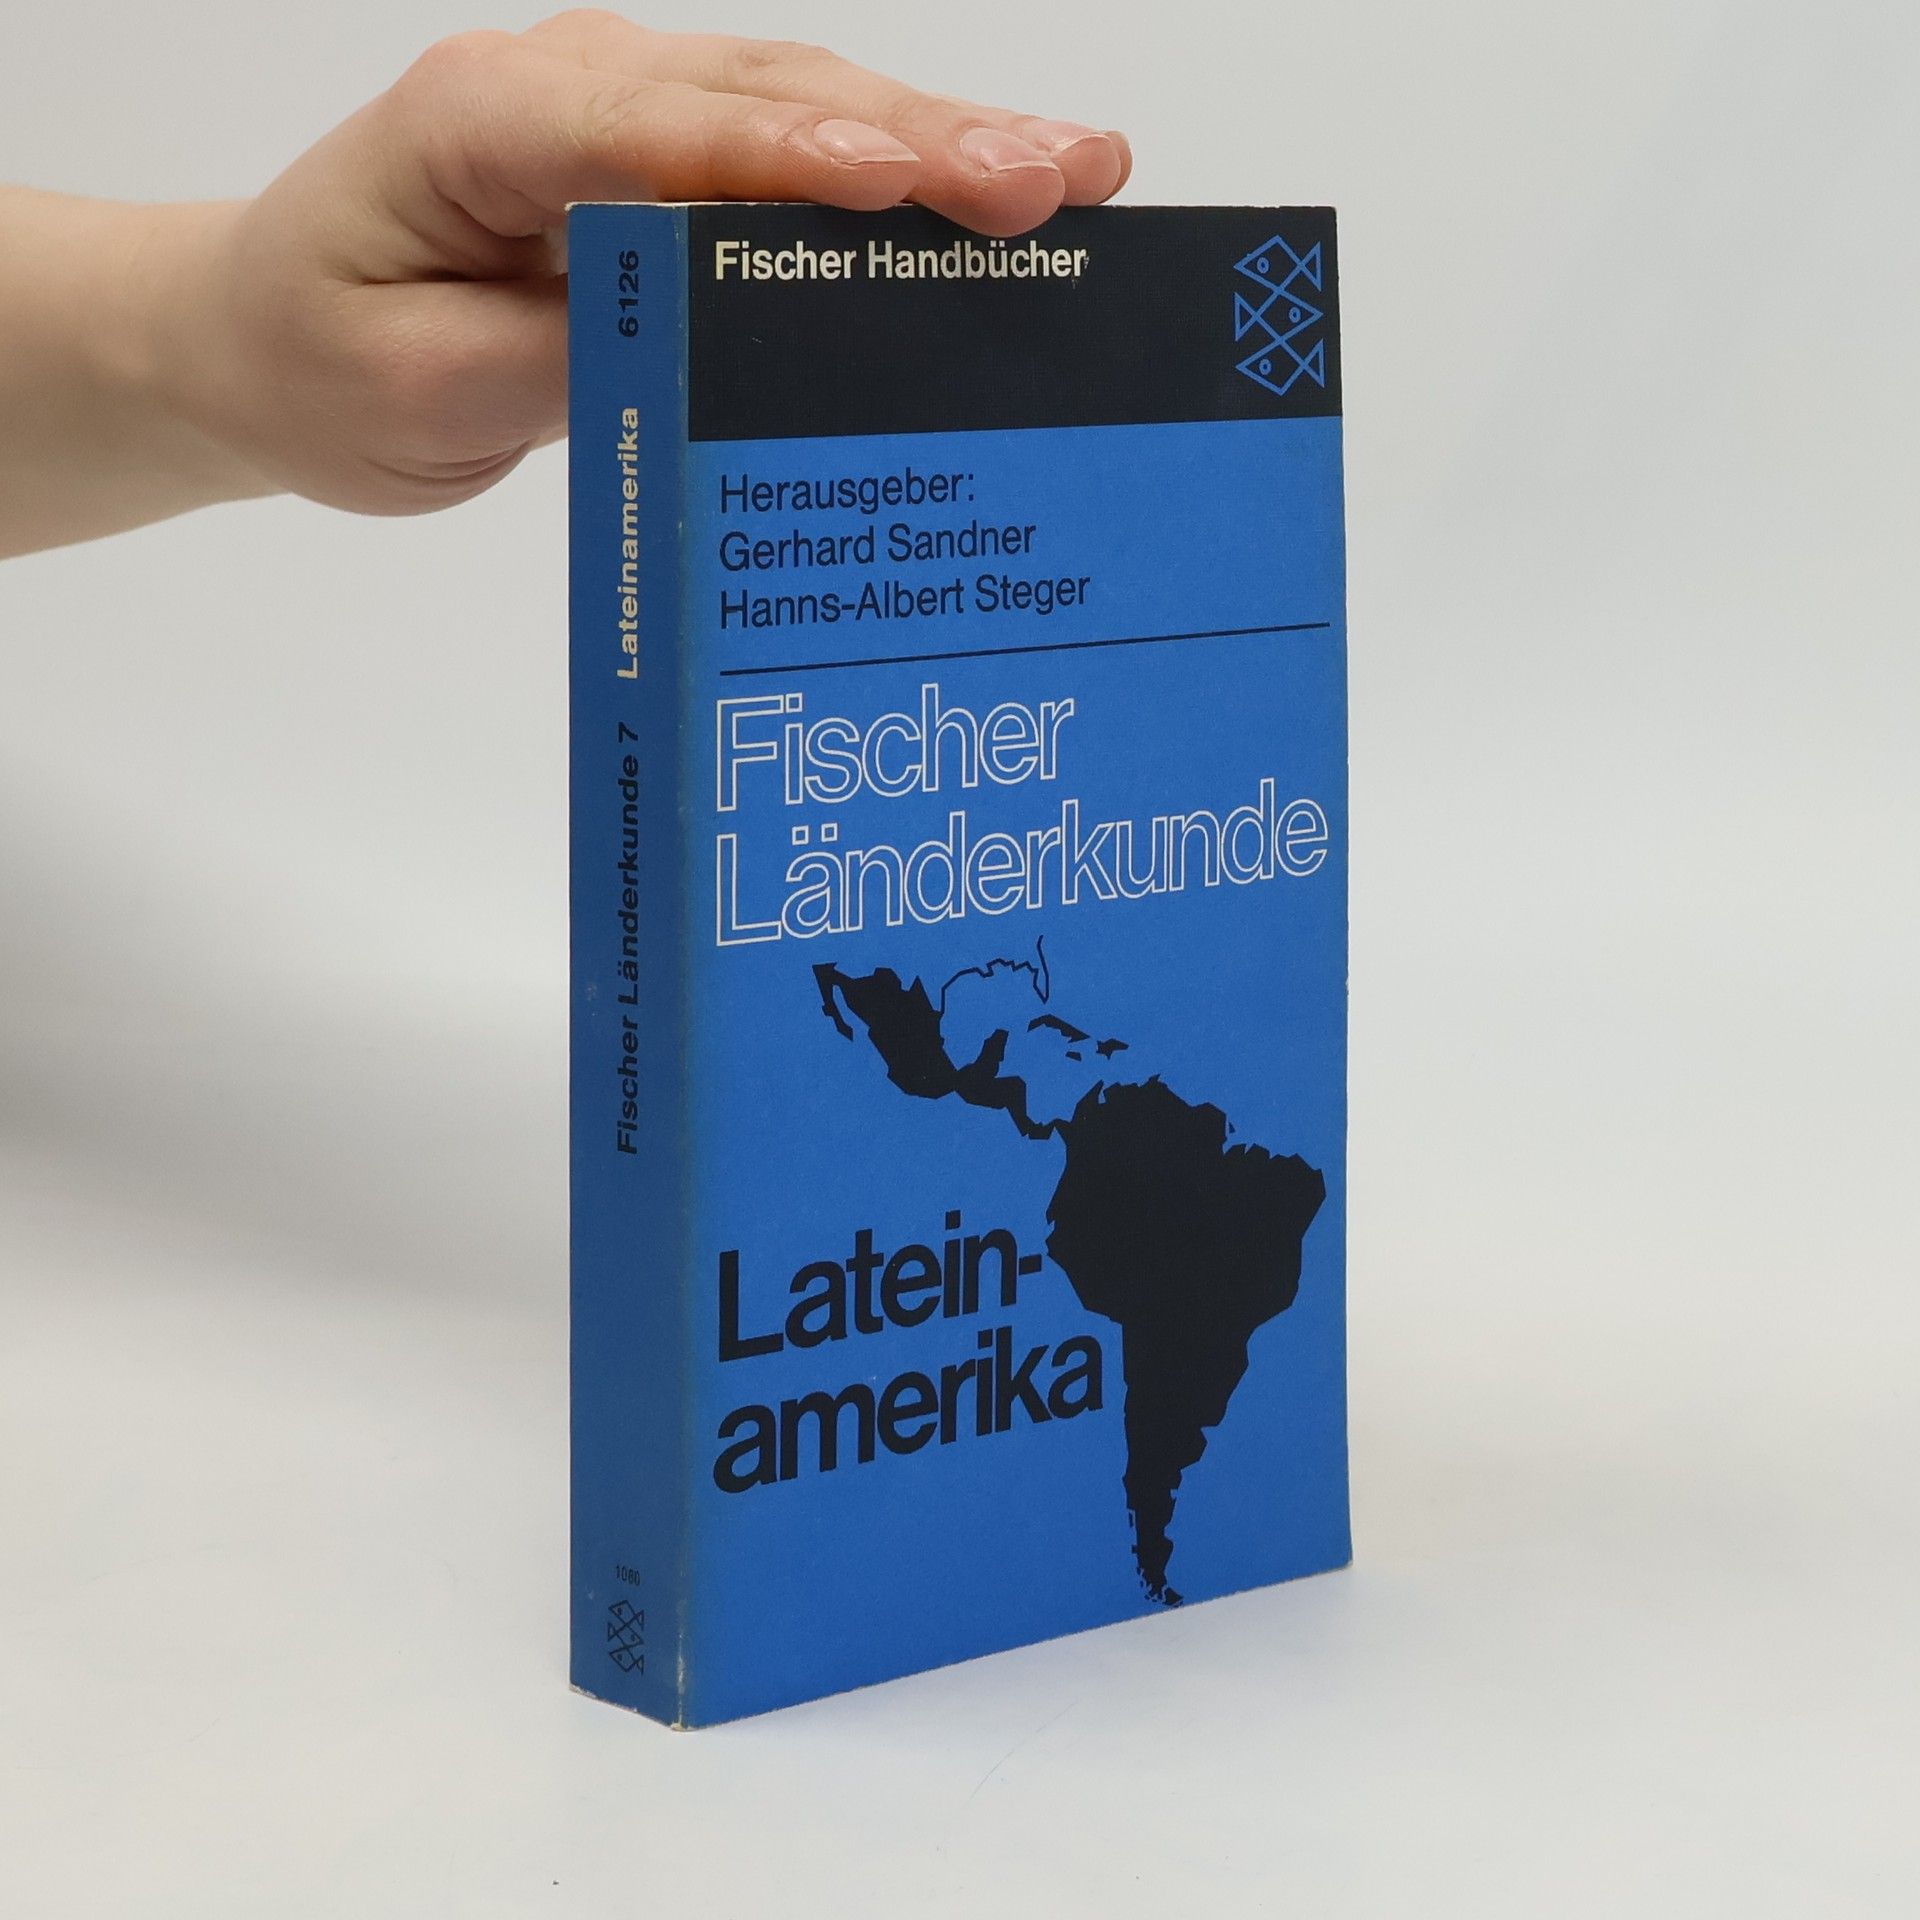 Fischer Handbücher
Herausgeber:
Gerhard Sandner
Hanns-Albert Steger
Fischer
Länderkunde
Latein-
amerika
Fischer Länderkunde 7 Lateinamerika 6126
1080